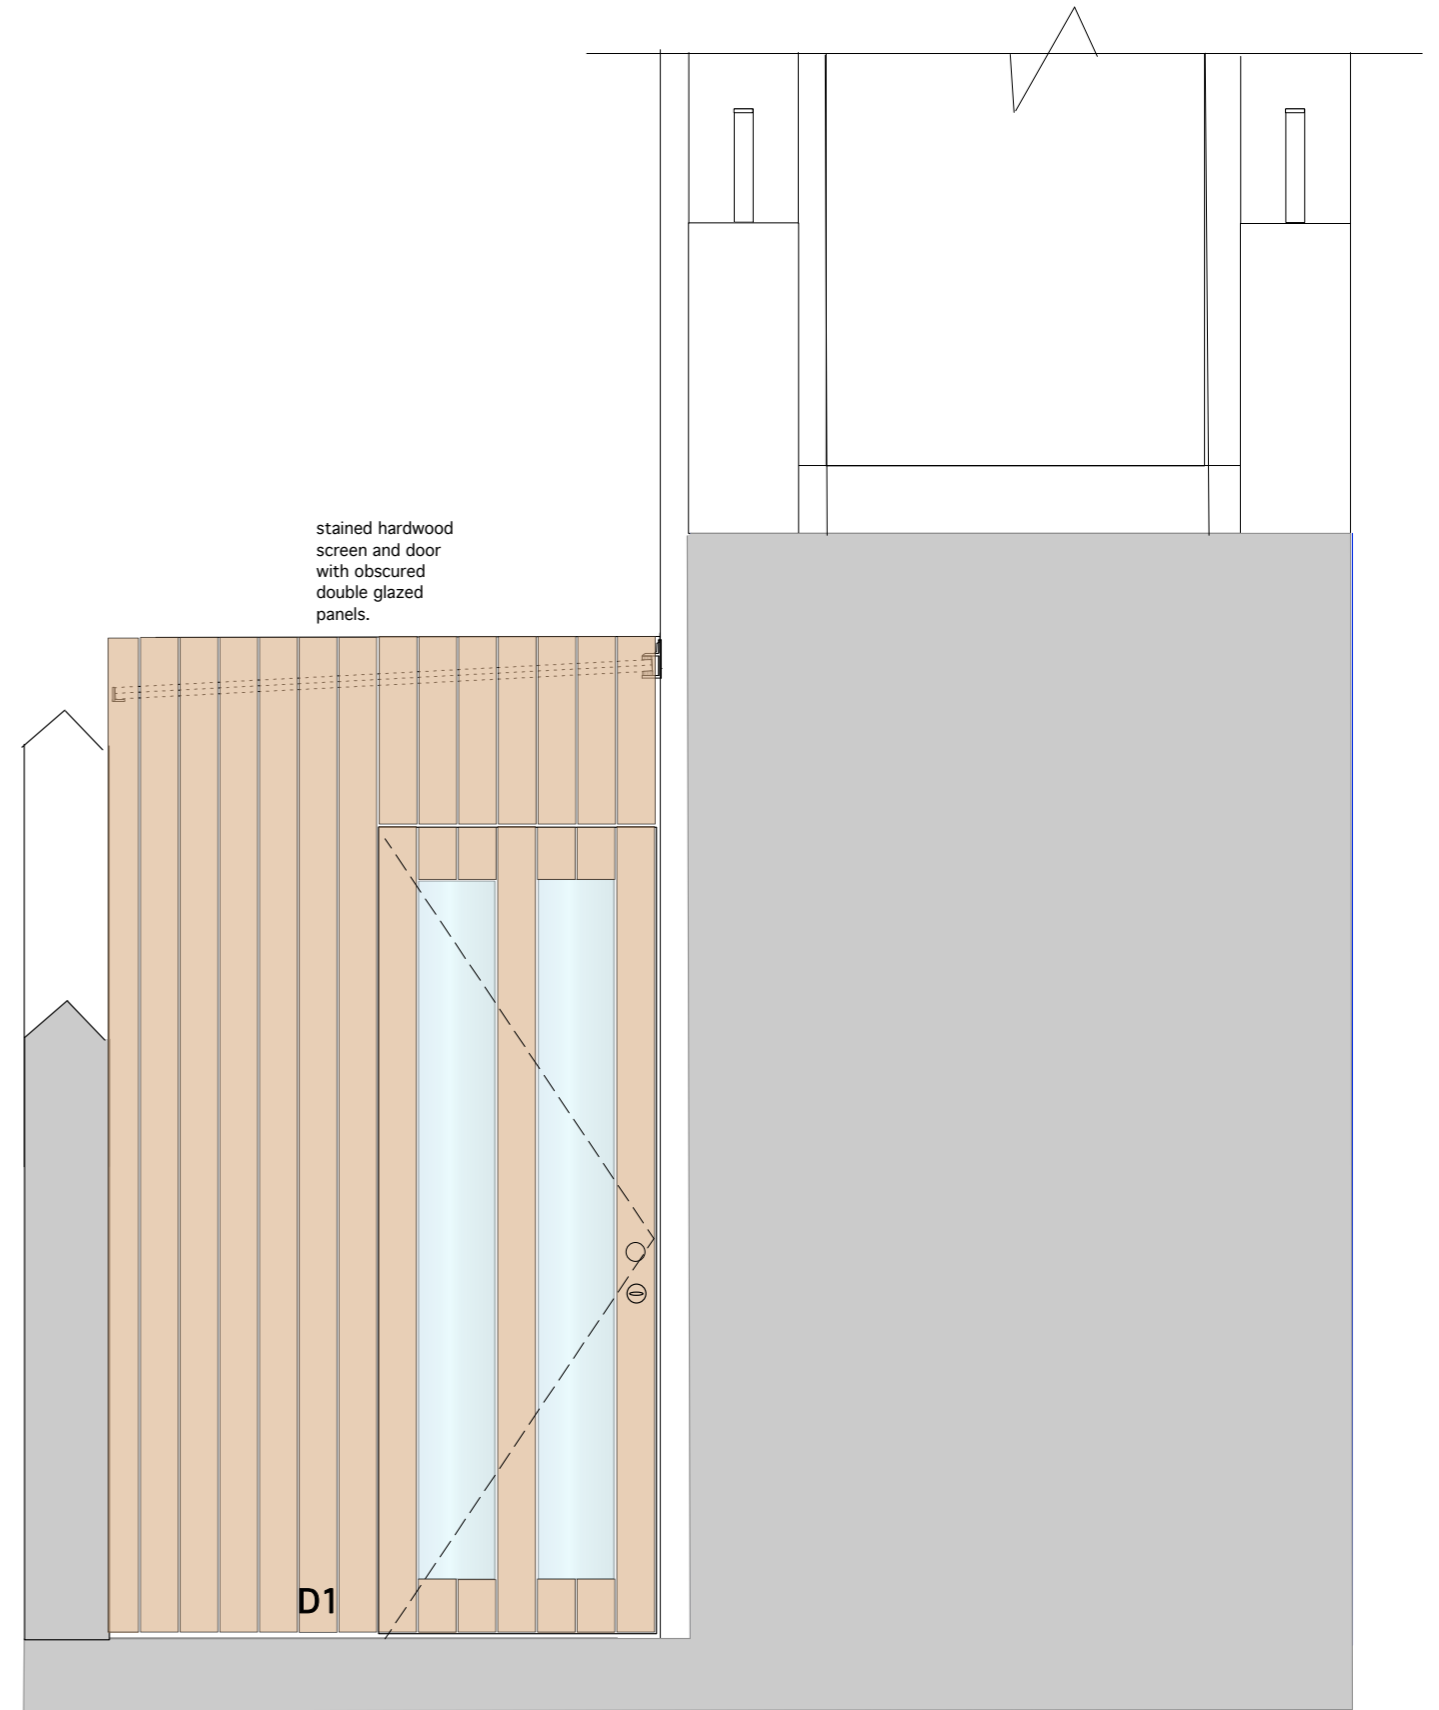 stained hardwood
screen and door
with obscured
double glazed
panels.
D1